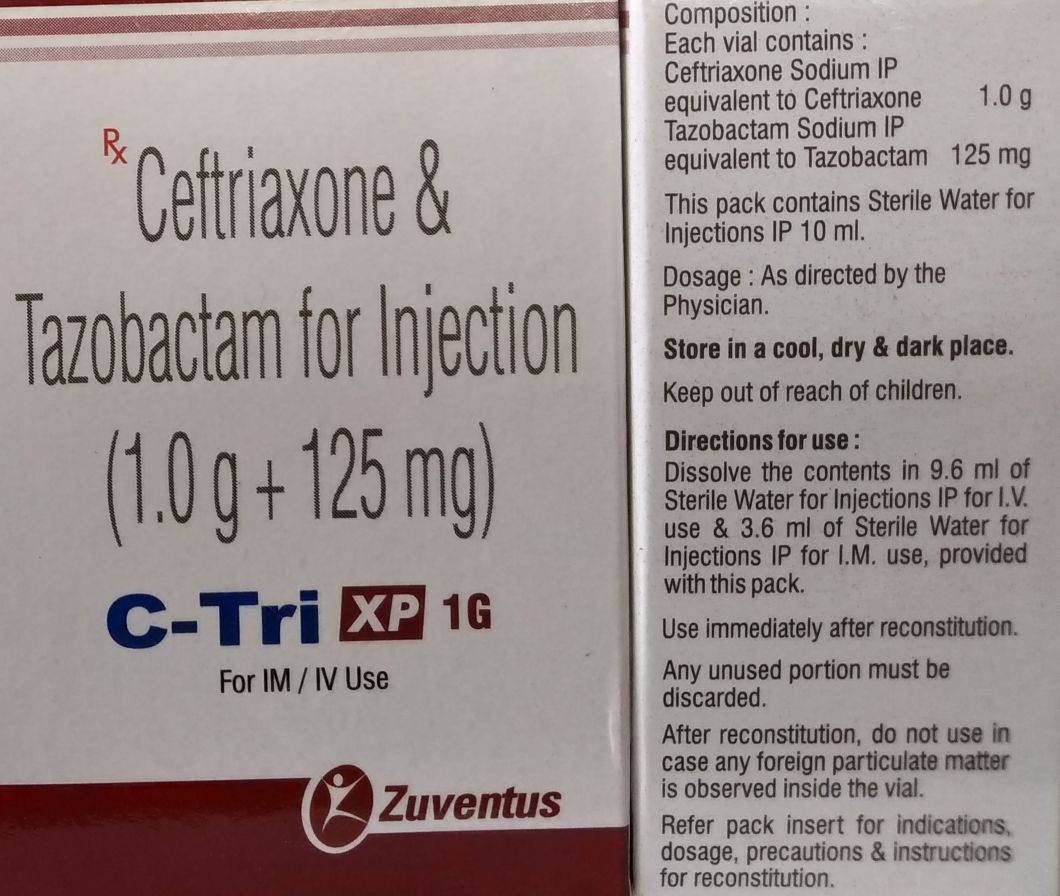 Rx Ceftriaxone &
Tazobactam for Injection
(1.0 g + 125 mg)
C-Tri XP 1G
For IM / IV Use
Zuventus
Composition :
Each vial contains :
Ceftriaxone Sodium IP
equivalent to Ceftriaxone 1.0 g
Tazobactam Sodium IP
equivalent to Tazobactam 125 mg
This pack contains Sterile Water for
Injections IP 10 ml.
Dosage : As directed by the
Physician.
Store in a cool, dry & dark place.
Keep out of reach of children.
Directions for use :
Dissolve the contents in 9.6 ml of
Sterile Water for Injections IP for I.V.
use & 3.6 ml of Sterile Water for
Injections IP for I.M. use, provided
with this pack.
Use immediately after reconstitution.
Any unused portion must be
discarded.
After reconstitution, do not use in
case any foreign particulate matter
is observed inside the vial.
Refer pack insert for indications,
dosage, precautions & instructions
for reconstitution.